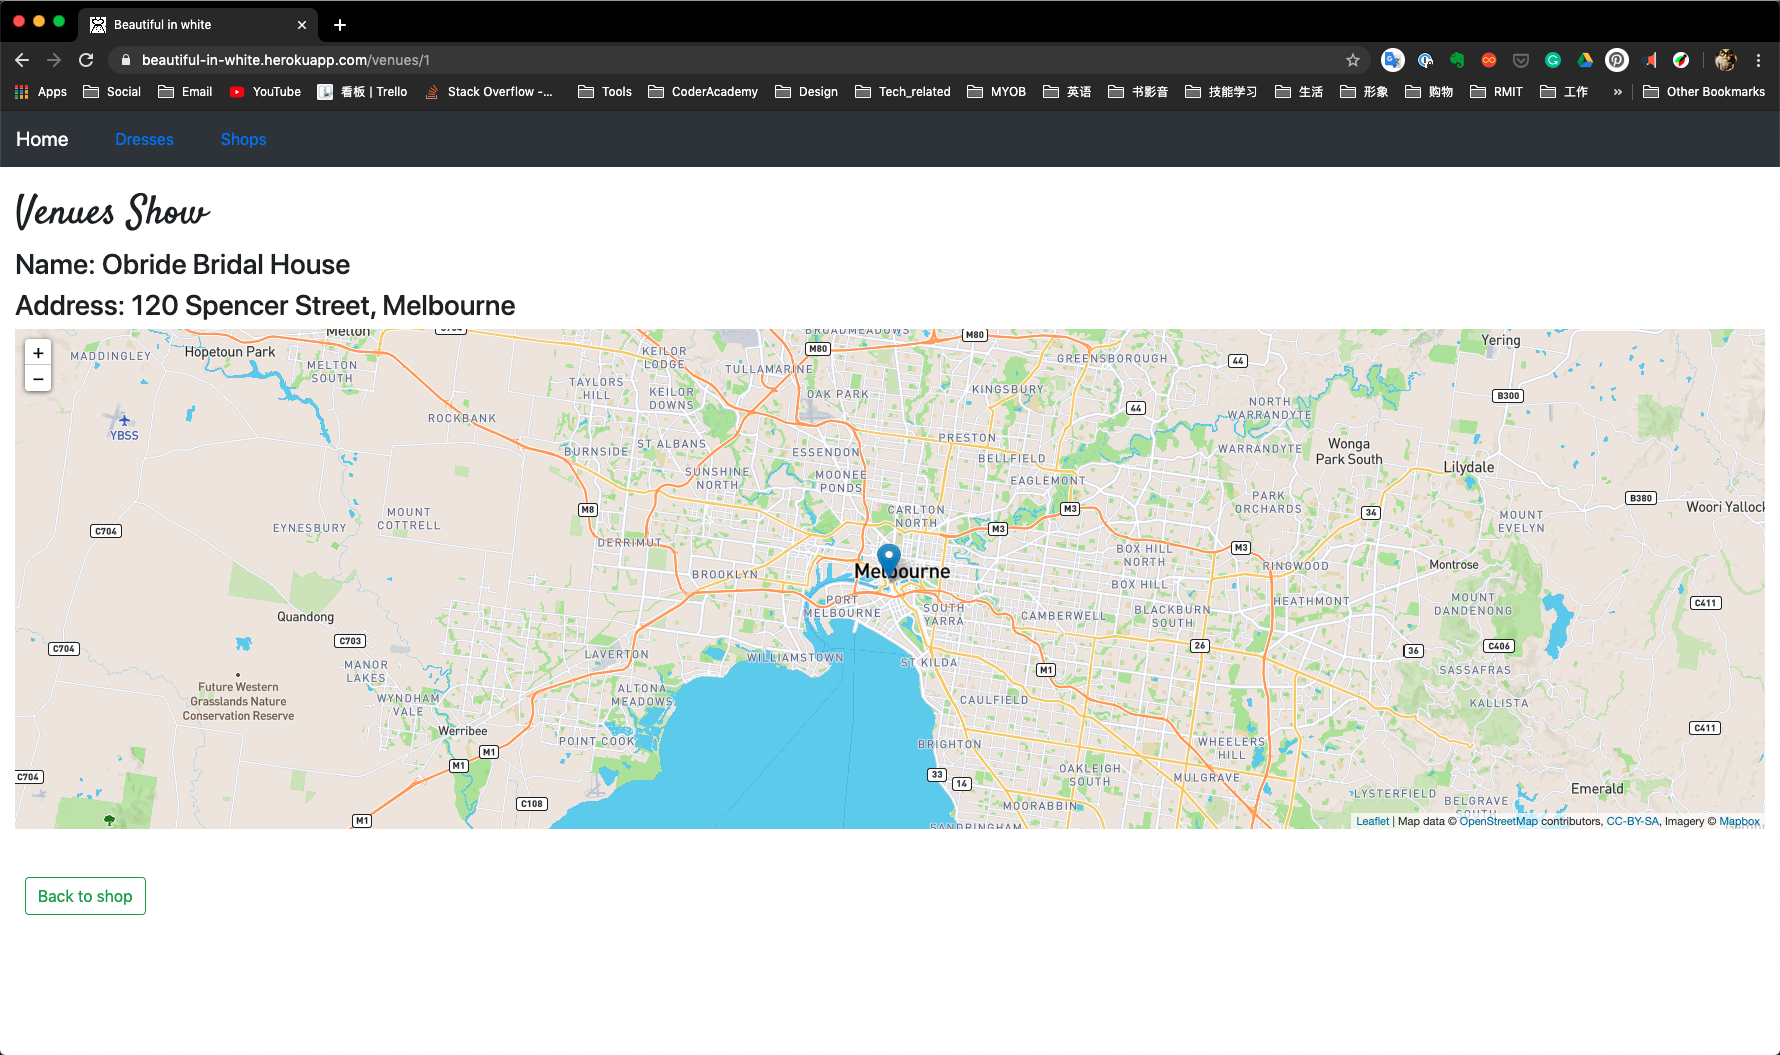 Beautiful in white
beautiful-in-white.herokuapp.com/venues/1
Apps Social Email YouTube 看板 | Trello Stack Overflow -... Tools CoderAcademy Design Tech_related MYOB 英语 书影音 技能学习 生活 形象 购物 RMIT 工作 » Other Bookmarks
Home Dresses Shops
Venues Show
Name: Obride Bridal House
Address: 120 Spencer Street, Melbourne
+
−
Melton
C704
BROADMEADOWS
M80
M80
Yering
MADDINGLEY
Hopetoun Park
MELTON
SOUTH
KEILOR
LODGE
TULLAMARINE
GREENSBOROUGH
44
TAYLORS
HILL
KEILOR
DOWNS
OAK PARK
KINGSBURY
B300
44
NORTH
WARRANDYTE
ROCKBANK
YBSS
ST ALBANS
PRESTON
BURNSIDE
ESSENDON
BELLFIELD
WARRANDYTE
Wonga
Park South
Lilydale
SUNSHINE
NORTH
MOONEE
PONDS
EAGLEMONT
PARK
ORCHARDS
B380
Woori Yallock
MOUNT
COTTRELL
M8
CARLTON
NORTH
M3
34
MOUNT
EVELYN
C704
EYNESBURY
M3
DERRIMUT
BOX HILL
NORTH
M3
RINGWOOD
Montrose
BROOKLYN
Melbourne
BOX HILL
PORT
MELBOURNE
SOUTH
YARRA
CAMBERWELL
BLACKBURN
SOUTH
HEATHMONT
MOUNT
DANDENONG
C411
Quandong
C703
C704
26
36
C406
MANOR
LAKES
LAVERTON
WILLIAMSTOWN
ST KILDA
M1
SASSAFRAS
Future Western
Grasslands Nature
Conservation Reserve
WYNDHAM
VALE
ALTONA
MEADOWS
CAULFIELD
KALLISTA
Werribee
M1
POINT COOK
BRIGHTON
WHEELERS
HILL
C411
M1
C704
33
14
OAKLEIGH
SOUTH
MULGRAVE
C108
MOORABBIN
LYSTERFIELD
BELGRAVE
SOUTH
Emerald
M1
SANDRINGHAM
Leaflet | Map data © OpenStreetMap contributors, CC-BY-SA, Imagery © Mapbox
Back to shop